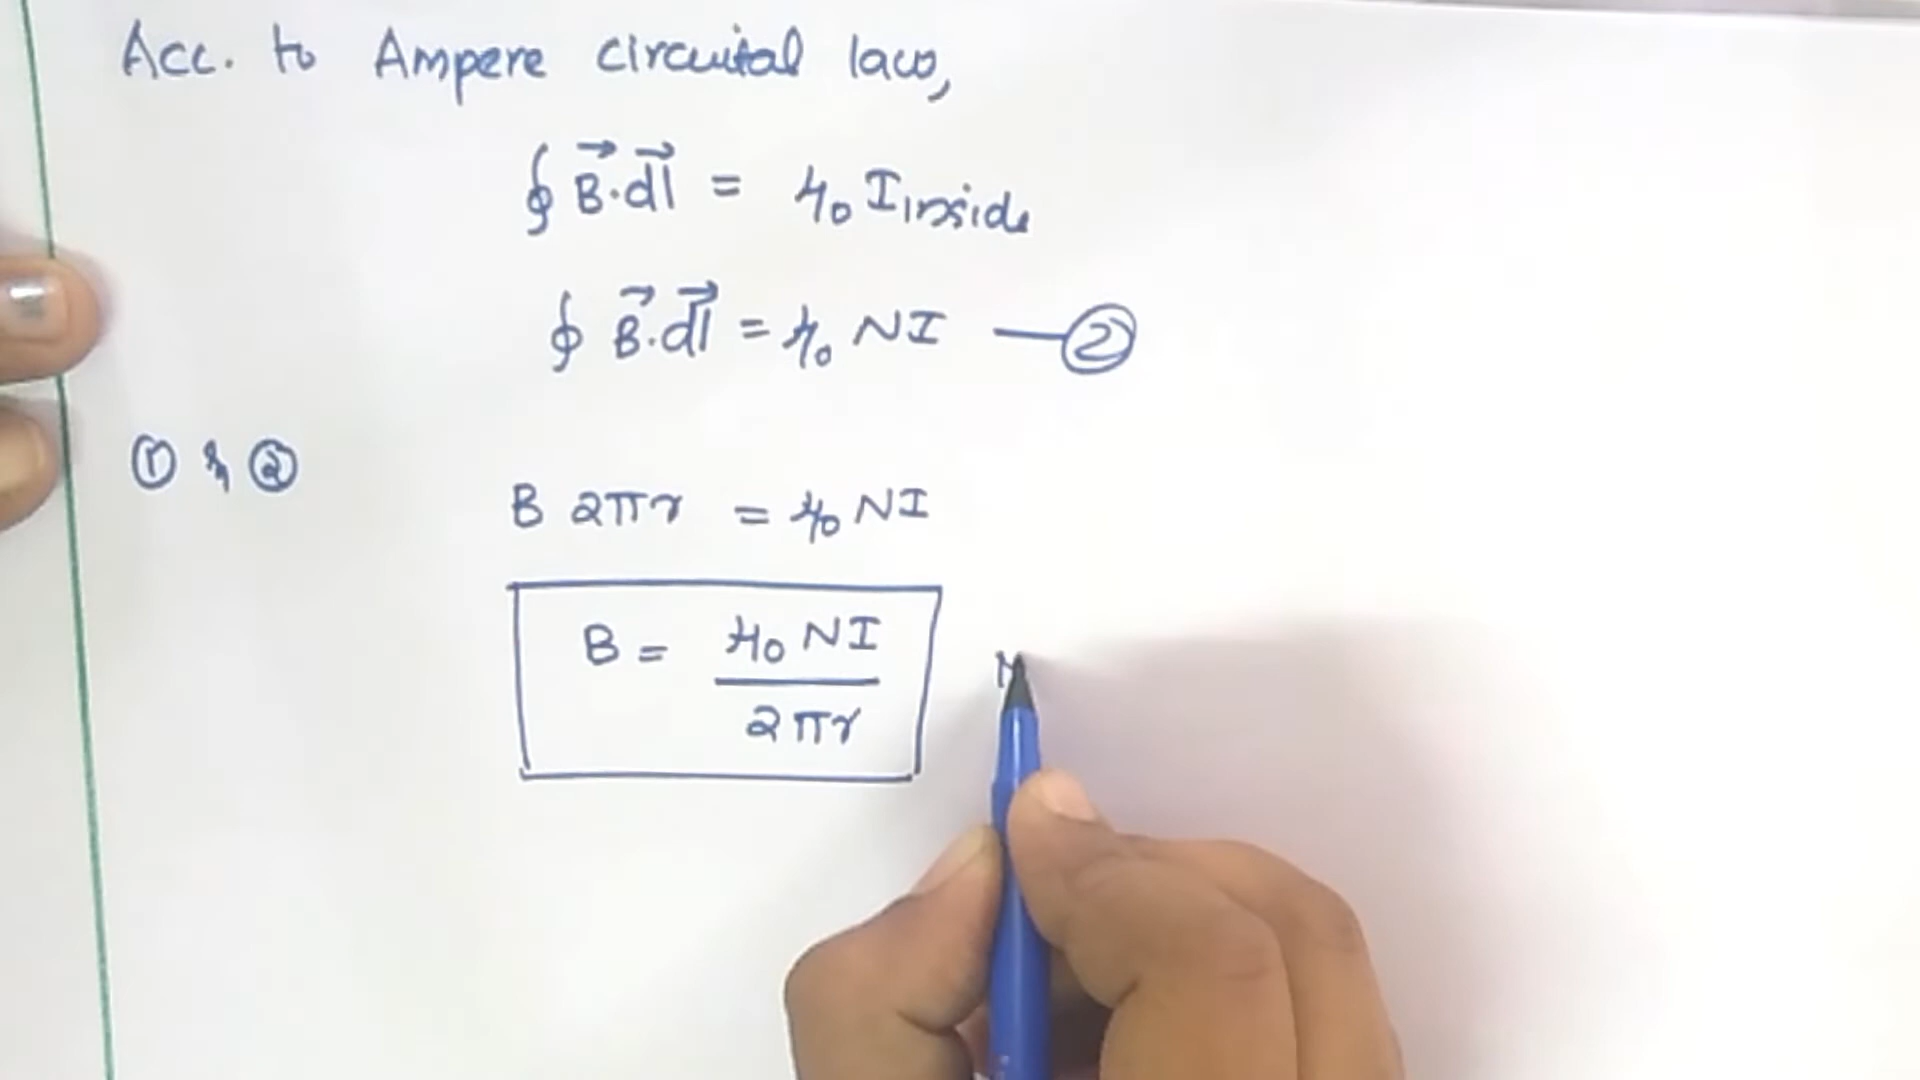 Acc. to Ampere circuital law,
∮ B⃗.dl⃗ = μ₀ Iinside
∮ B⃗.dl⃗ = μ₀ NI — ②
① & ②
B 2πr = μ₀ NI
B = μ₀ NI / 2πr
N